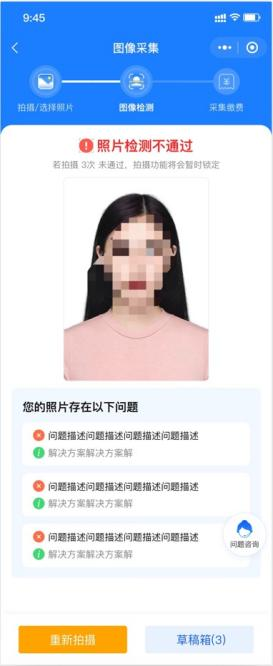 9:45
图像采集
拍摄/选择照片
图像检测
采集缴费
照片检测不通过
若拍摄 3次 未通过，拍摄功能将会暂时锁定
您的照片存在以下问题
问题描述问题描述问题描述问题描述
解决方案解决方案解
问题描述问题描述问题描述问题描述
解决方案解决方案解
问题描述问题描述问题描述问题描述
解决方案解决方案解
问题咨询
重新拍摄
草稿箱(3)